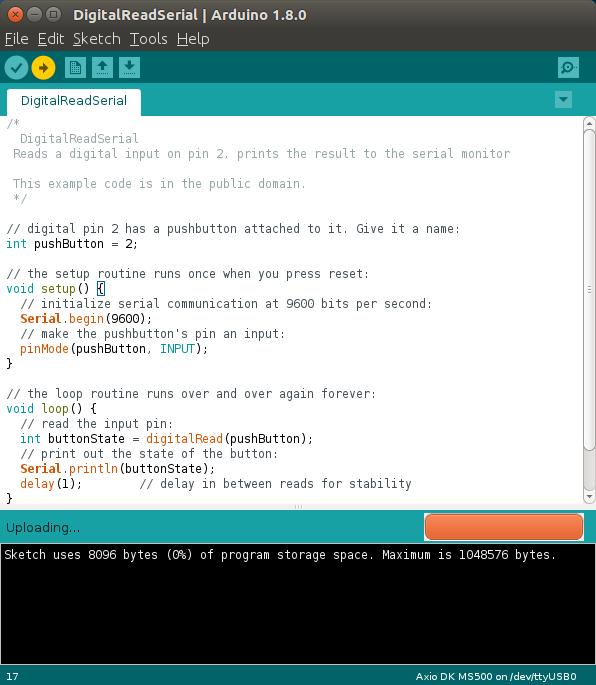 DigitalReadSerial | Arduino 1.8.0
File Edit Sketch Tools Help
DigitalReadSerial
/*
  DigitalReadSerial
 Reads a digital input on pin 2, prints the result to the serial monitor

 This example code is in the public domain.
 */

// digital pin 2 has a pushbutton attached to it. Give it a name:
int pushButton = 2;

// the setup routine runs once when you press reset:
void setup() {
  // initialize serial communication at 9600 bits per second:
  Serial.begin(9600);
  // make the pushbutton's pin an input:
  pinMode(pushButton, INPUT);
}

// the loop routine runs over and over again forever:
void loop() {
  // read the input pin:
  int buttonState = digitalRead(pushButton);
  // print out the state of the button:
  Serial.println(buttonState);
  delay(1);        // delay in between reads for stability
}
Uploading...
Sketch uses 8096 bytes (0%) of program storage space. Maximum is 1048576 bytes.
17 Axio DK MS500 on /dev/ttyUSB0